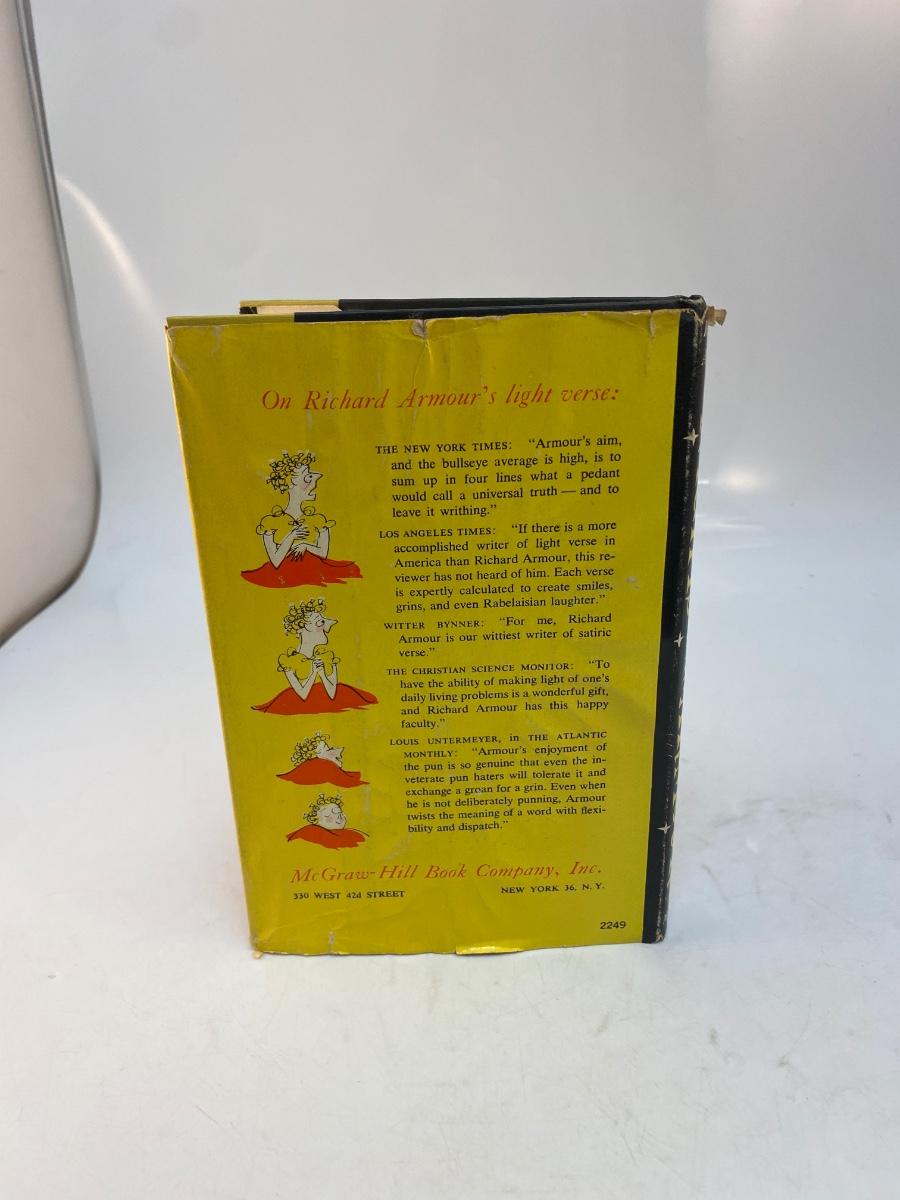 On Richard Armour's light verse:
THE NEW YORK TIMES: "Armour's aim,
and the bullseye average is high, is to
sum up in four lines what a pedant
would call a universal truth — and to
leave it writhing."
LOS ANGELES TIMES: "If there is a more
accomplished writer of light verse in
America than Richard Armour, this re-
viewer has not heard of him. Each verse
is expertly calculated to create smiles,
grins, and even Rabelaisian laughter."
WITTER BYNNER: "For me, Richard
Armour is our wittiest writer of satiric
verse."
THE CHRISTIAN SCIENCE MONITOR: "To
have the ability of making light of one's
daily living problems is a wonderful gift,
and Richard Armour has this happy
faculty."
LOUIS UNTERMEYER, in THE ATLANTIC
MONTHLY: "Armour's enjoyment of
the pun is so genuine that even the in-
veterate pun haters will tolerate it and
exchange a groan for a grin. Even when
he is not deliberately punning, Armour
twists the meaning of a word with flexi-
bility and dispatch."
McGraw-Hill Book Company, Inc.
330 WEST 42d STREET NEW YORK 36, N. Y.
2249